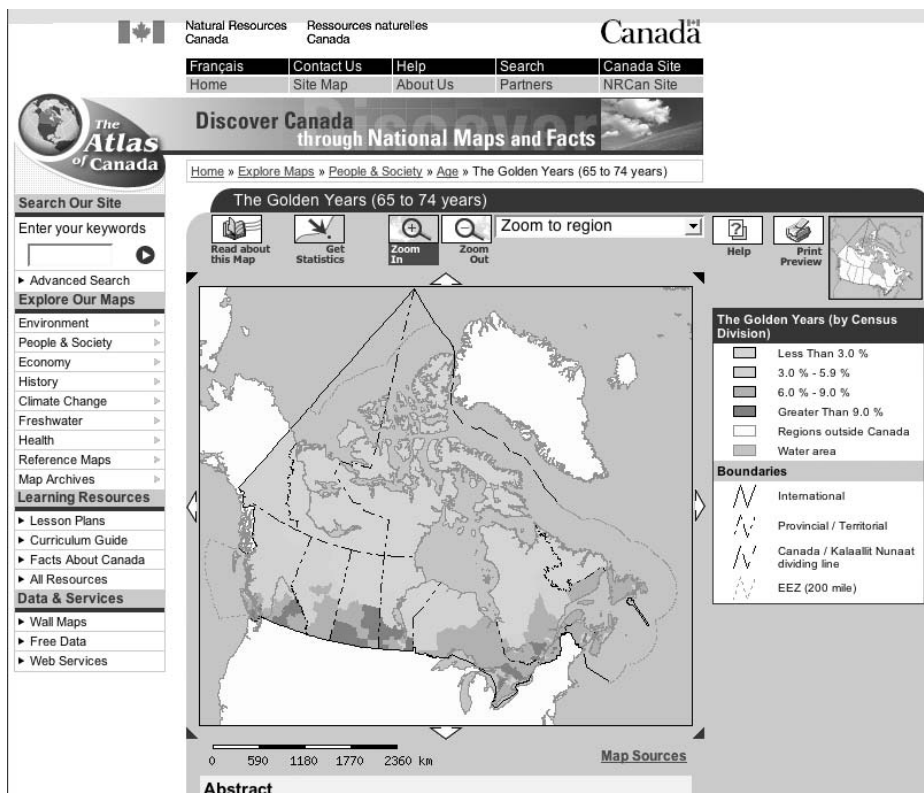 Natural Resources Canada
Ressources naturelles Canada
Canada
Français Contact Us Help Search Canada Site
Home Site Map About Us Partners NRCan Site
The Atlas of Canada
Discover Canada
through National Maps and Facts
Home » Explore Maps » People & Society » Age » The Golden Years (65 to 74 years)
Search Our Site
Enter your keywords
Advanced Search
Explore Our Maps
Environment
People & Society
Economy
History
Climate Change
Freshwater
Health
Reference Maps
Map Archives
Learning Resources
Lesson Plans
Curriculum Guide
Facts About Canada
All Resources
Data & Services
Wall Maps
Free Data
Web Services
The Golden Years (65 to 74 years)
Read about this Map
Get Statistics
Zoom In
Zoom Out
Zoom to region
Help
Print Preview
The Golden Years (by Census Division)
Less Than 3.0 %
3.0 % - 5.9 %
6.0 % - 9.0 %
Greater Than 9.0 %
Regions outside Canada
Water area
Boundaries
International
Provincial / Territorial
Canada / Kalaallit Nunaat dividing line
EEZ (200 mile)
0 590 1180 1770 2360 km
Map Sources
Abstract